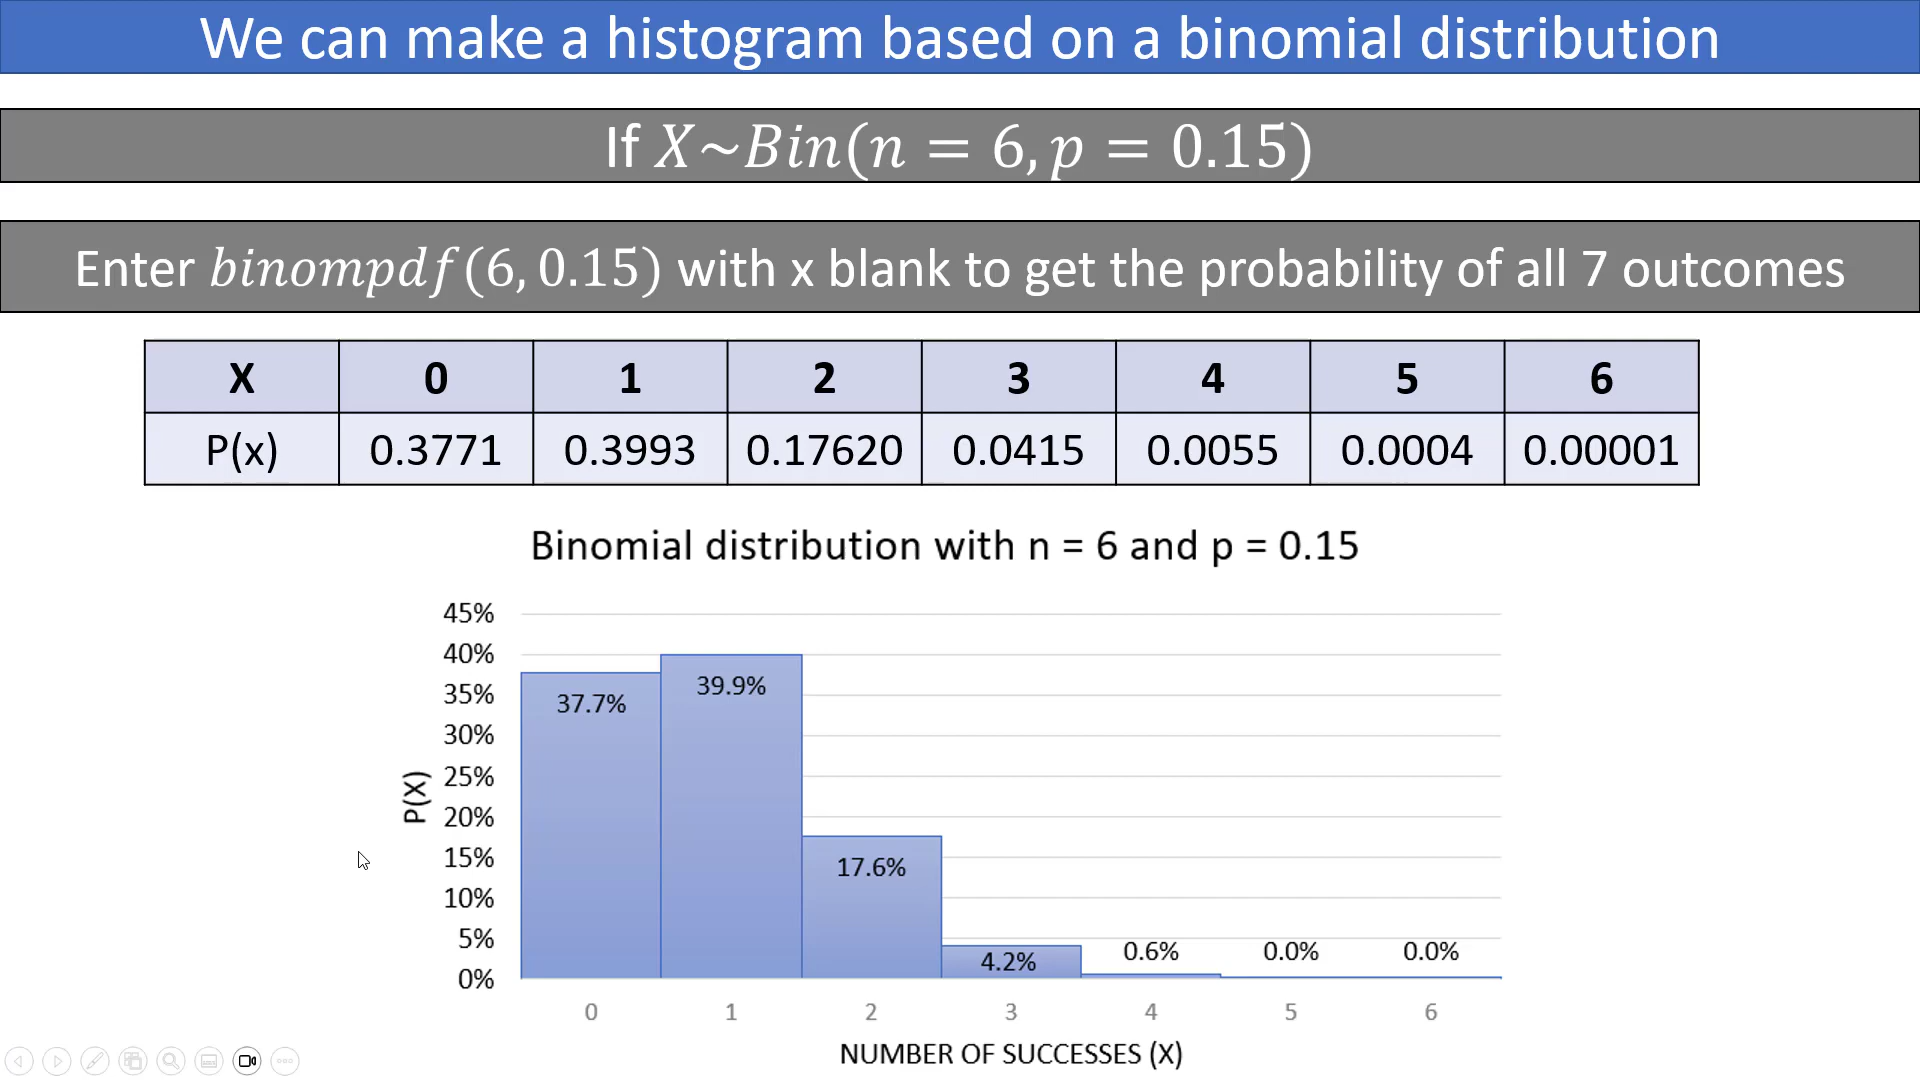 We can make a histogram based on a binomial distribution
If X~Bin(n = 6, p = 0.15)
Enter binompdf(6, 0.15) with x blank to get the probability of all 7 outcomes
X 0 1 2 3 4 5 6
P(x) 0.3771 0.3993 0.17620 0.0415 0.0055 0.0004 0.00001
Binomial distribution with n = 6 and p = 0.15
45%
40%
35%
30%
25%
20%
15%
10%
5%
0%
P(X)
37.7%
39.9%
17.6%
4.2%
0.6%
0.0%
0.0%
0 1 2 3 4 5 6
NUMBER OF SUCCESSES (X)